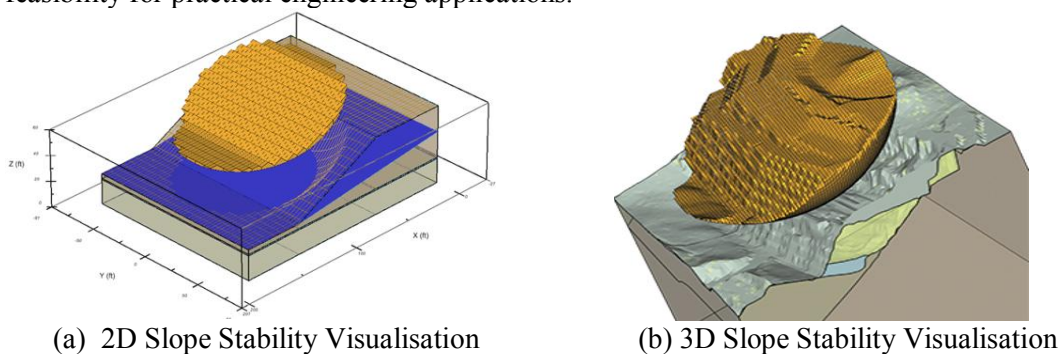 feasibility for practical engineering applications.
Z (ft)
Y (ft)
X (ft)
(a) 2D Slope Stability Visualisation
(b) 3D Slope Stability Visualisation